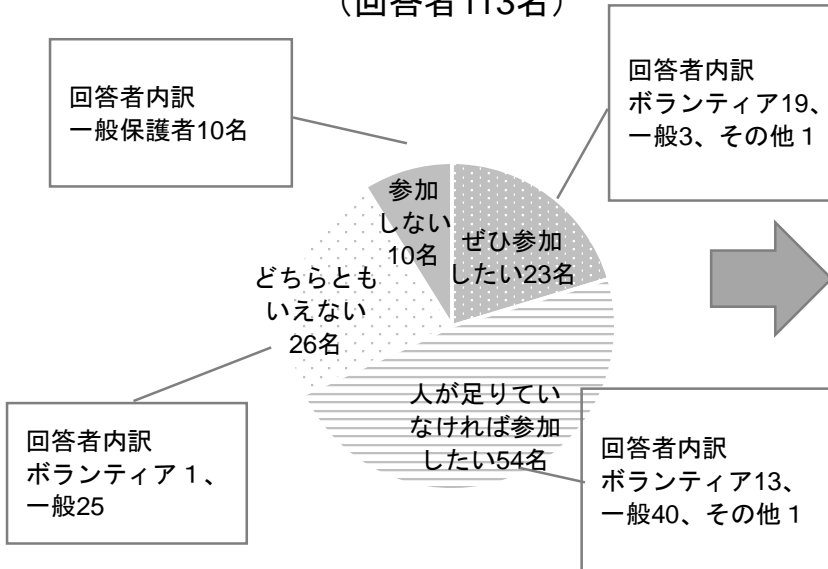 （回答者113名）
回答者内訳
一般保護者10名
回答者内訳
ボランティア19、
一般3、その他１
参加
しない
10名
ぜひ参加
したい23名
どちらとも
いえない
26名
人が足りてい
なければ参加
したい54名
回答者内訳
ボランティア１、
一般25
回答者内訳
ボランティア13、
一般40、その他１